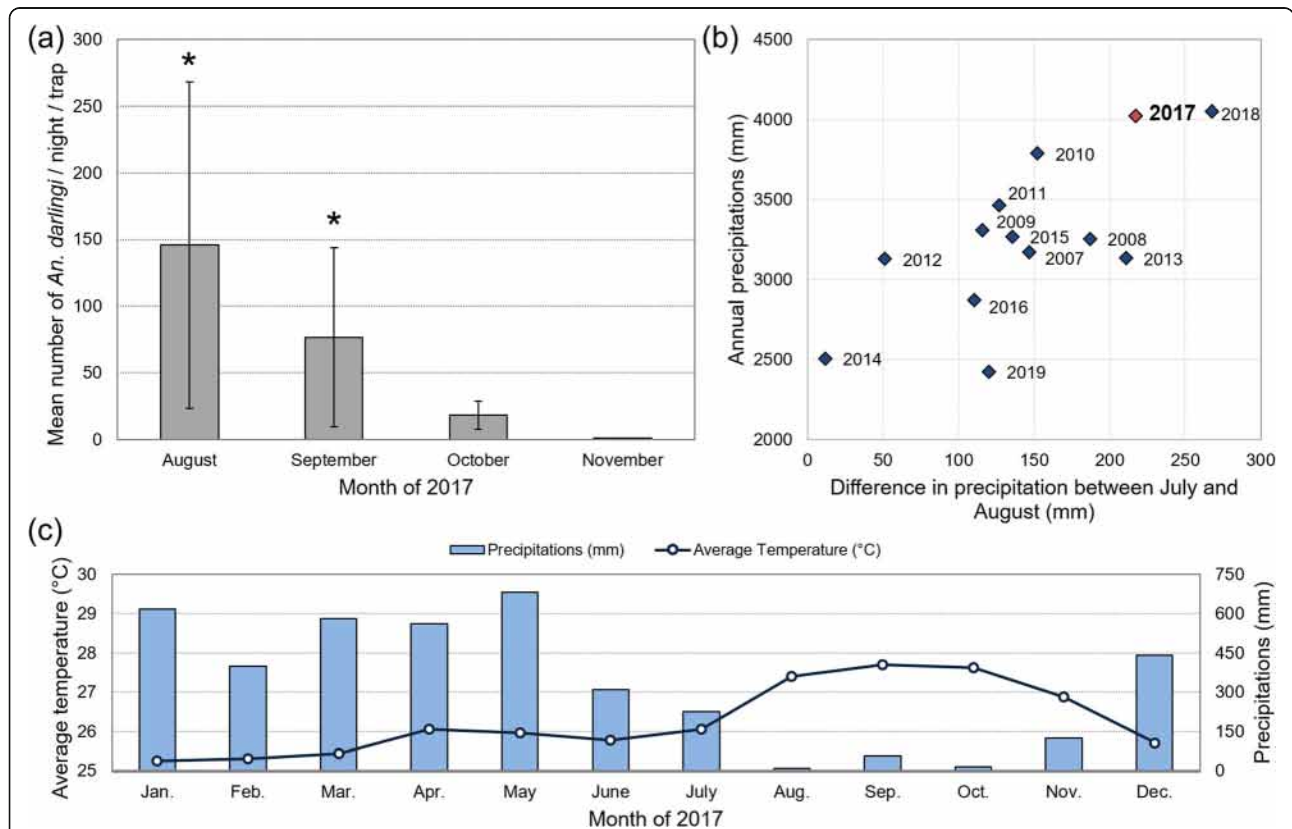 (a)
Mean number of An. darlingi / night / trap
300
250
200
150
100
50
0
*
*
August
September
October
November
Month of 2017
(b)
Annual precipitations (mm)
4500
4000
3500
3000
2500
2000
2017
2018
2010
2011
2009
2015
2008
2007
2013
2012
2016
2014
2019
0
50
100
150
200
250
300
Difference in precipitation between July and
August (mm)
(c)
Precipitations (mm)
Average Temperature (°C)
Average temperature (°C)
30
29
28
27
26
25
750
600
450
300
150
0
Precipitations (mm)
Jan.
Feb.
Mar.
Apr.
May
June
July
Aug.
Sep.
Oct.
Nov.
Dec.
Month of 2017